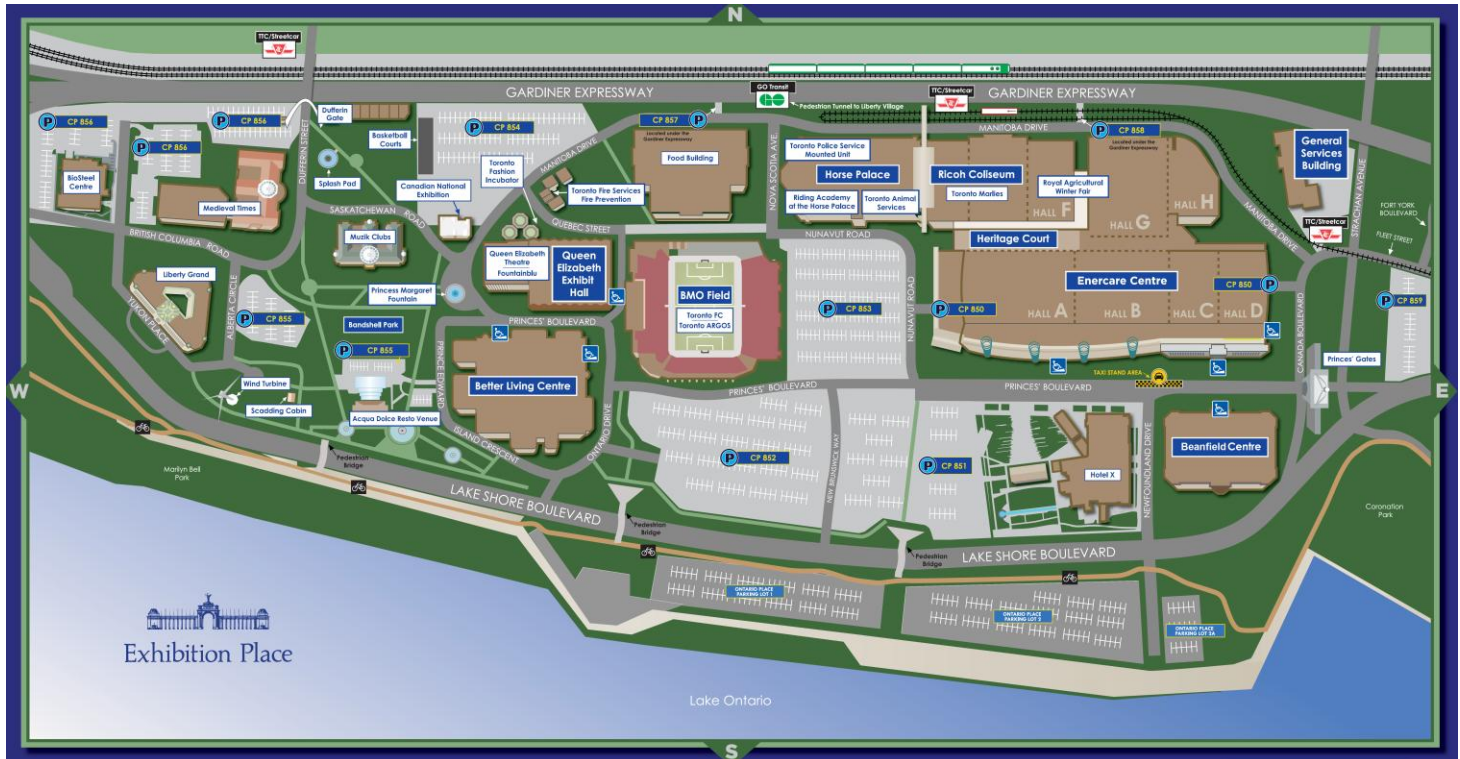 N
TTC/Streetcar
GARDINER EXPRESSWAY
GO Transit
GO
Pedestrian Tunnel to Liberty Village
TTC/Streetcar
GARDINER EXPRESSWAY
P CP 856
P CP 856
P CP 856
BioSteel
Centre
Medieval Times
DUFFERIN STREET
Dufferin
Gate
Splash Pad
Basketball
Courts
P CP 854
MANITOBA DRIVE
CP 857 P
Located under the
Gardiner Expressway
Food Building
Toronto
Fashion
Incubator
Toronto Fire Services
Fire Prevention
Canadian National
Exhibition
SASKATCHEWAN
ROAD
Muzik Clubs
QUEBEC STREET
NOVA SCOTIA AVE.
Toronto Police Service
Mounted Unit
Horse Palace
Riding Academy
at the Horse Palace
Toronto Animal
Services
MANITOBA DRIVE
P CP 858
Located under the
Gardiner Expressway
Ricoh Coliseum
Toronto Marlies
Royal Agricultural
Winter Fair
HALL F
HALL G
HALL H
General
Services
Building
STRACHAN AVENUE
MANITOBA DRIVE
TTC/Streetcar
FORT YORK
BOULEVARD
FLEET STREET
BRITISH COLUMBIA ROAD
Liberty Grand
YUKON PLACE
ALBERTA CIRCLE
P CP 855
Princess Margaret
Fountain
Bandshell Park
P CP 855
Queen Elizabeth
Theatre
Fountainblu
Queen
Elizabeth
Exhibit
Hall
PRINCES' BOULEVARD
BMO Field
Toronto FC
Toronto ARGOS
NUNAVUT ROAD
P CP 853
NUNAVUT ROAD
Heritage Court
Enercare Centre
P CP 850
CP 850 P
HALL A
HALL B
HALL C
HALL D
CANADA BOULEVARD
P CP 859
Princes' Gates
W
Wind Turbine
Scadding Cabin
Acqua Dolce Resto Venue
PRINCE EDWARD
ISLAND CRESCENT
Better Living Centre
ONTARIO DRIVE
PRINCES' BOULEVARD
TAXI STAND AREA
PRINCES' BOULEVARD
E
P CP 852
NEW BRUNSWICK WAY
P CP 851
Hotel X
NEWFOUNDLAND DRIVE
Beanfield Centre
Marilyn Bell
Park
Pedestrian
Bridge
LAKE SHORE BOULEVARD
Pedestrian
Bridge
Pedestrian
Bridge
LAKE SHORE BOULEVARD
Coronation
Park
ONTARIO PLACE
PARKING LOT 1
ONTARIO PLACE
PARKING LOT 2
ONTARIO PLACE
PARKING LOT 2A
Exhibition Place
Lake Ontario
S